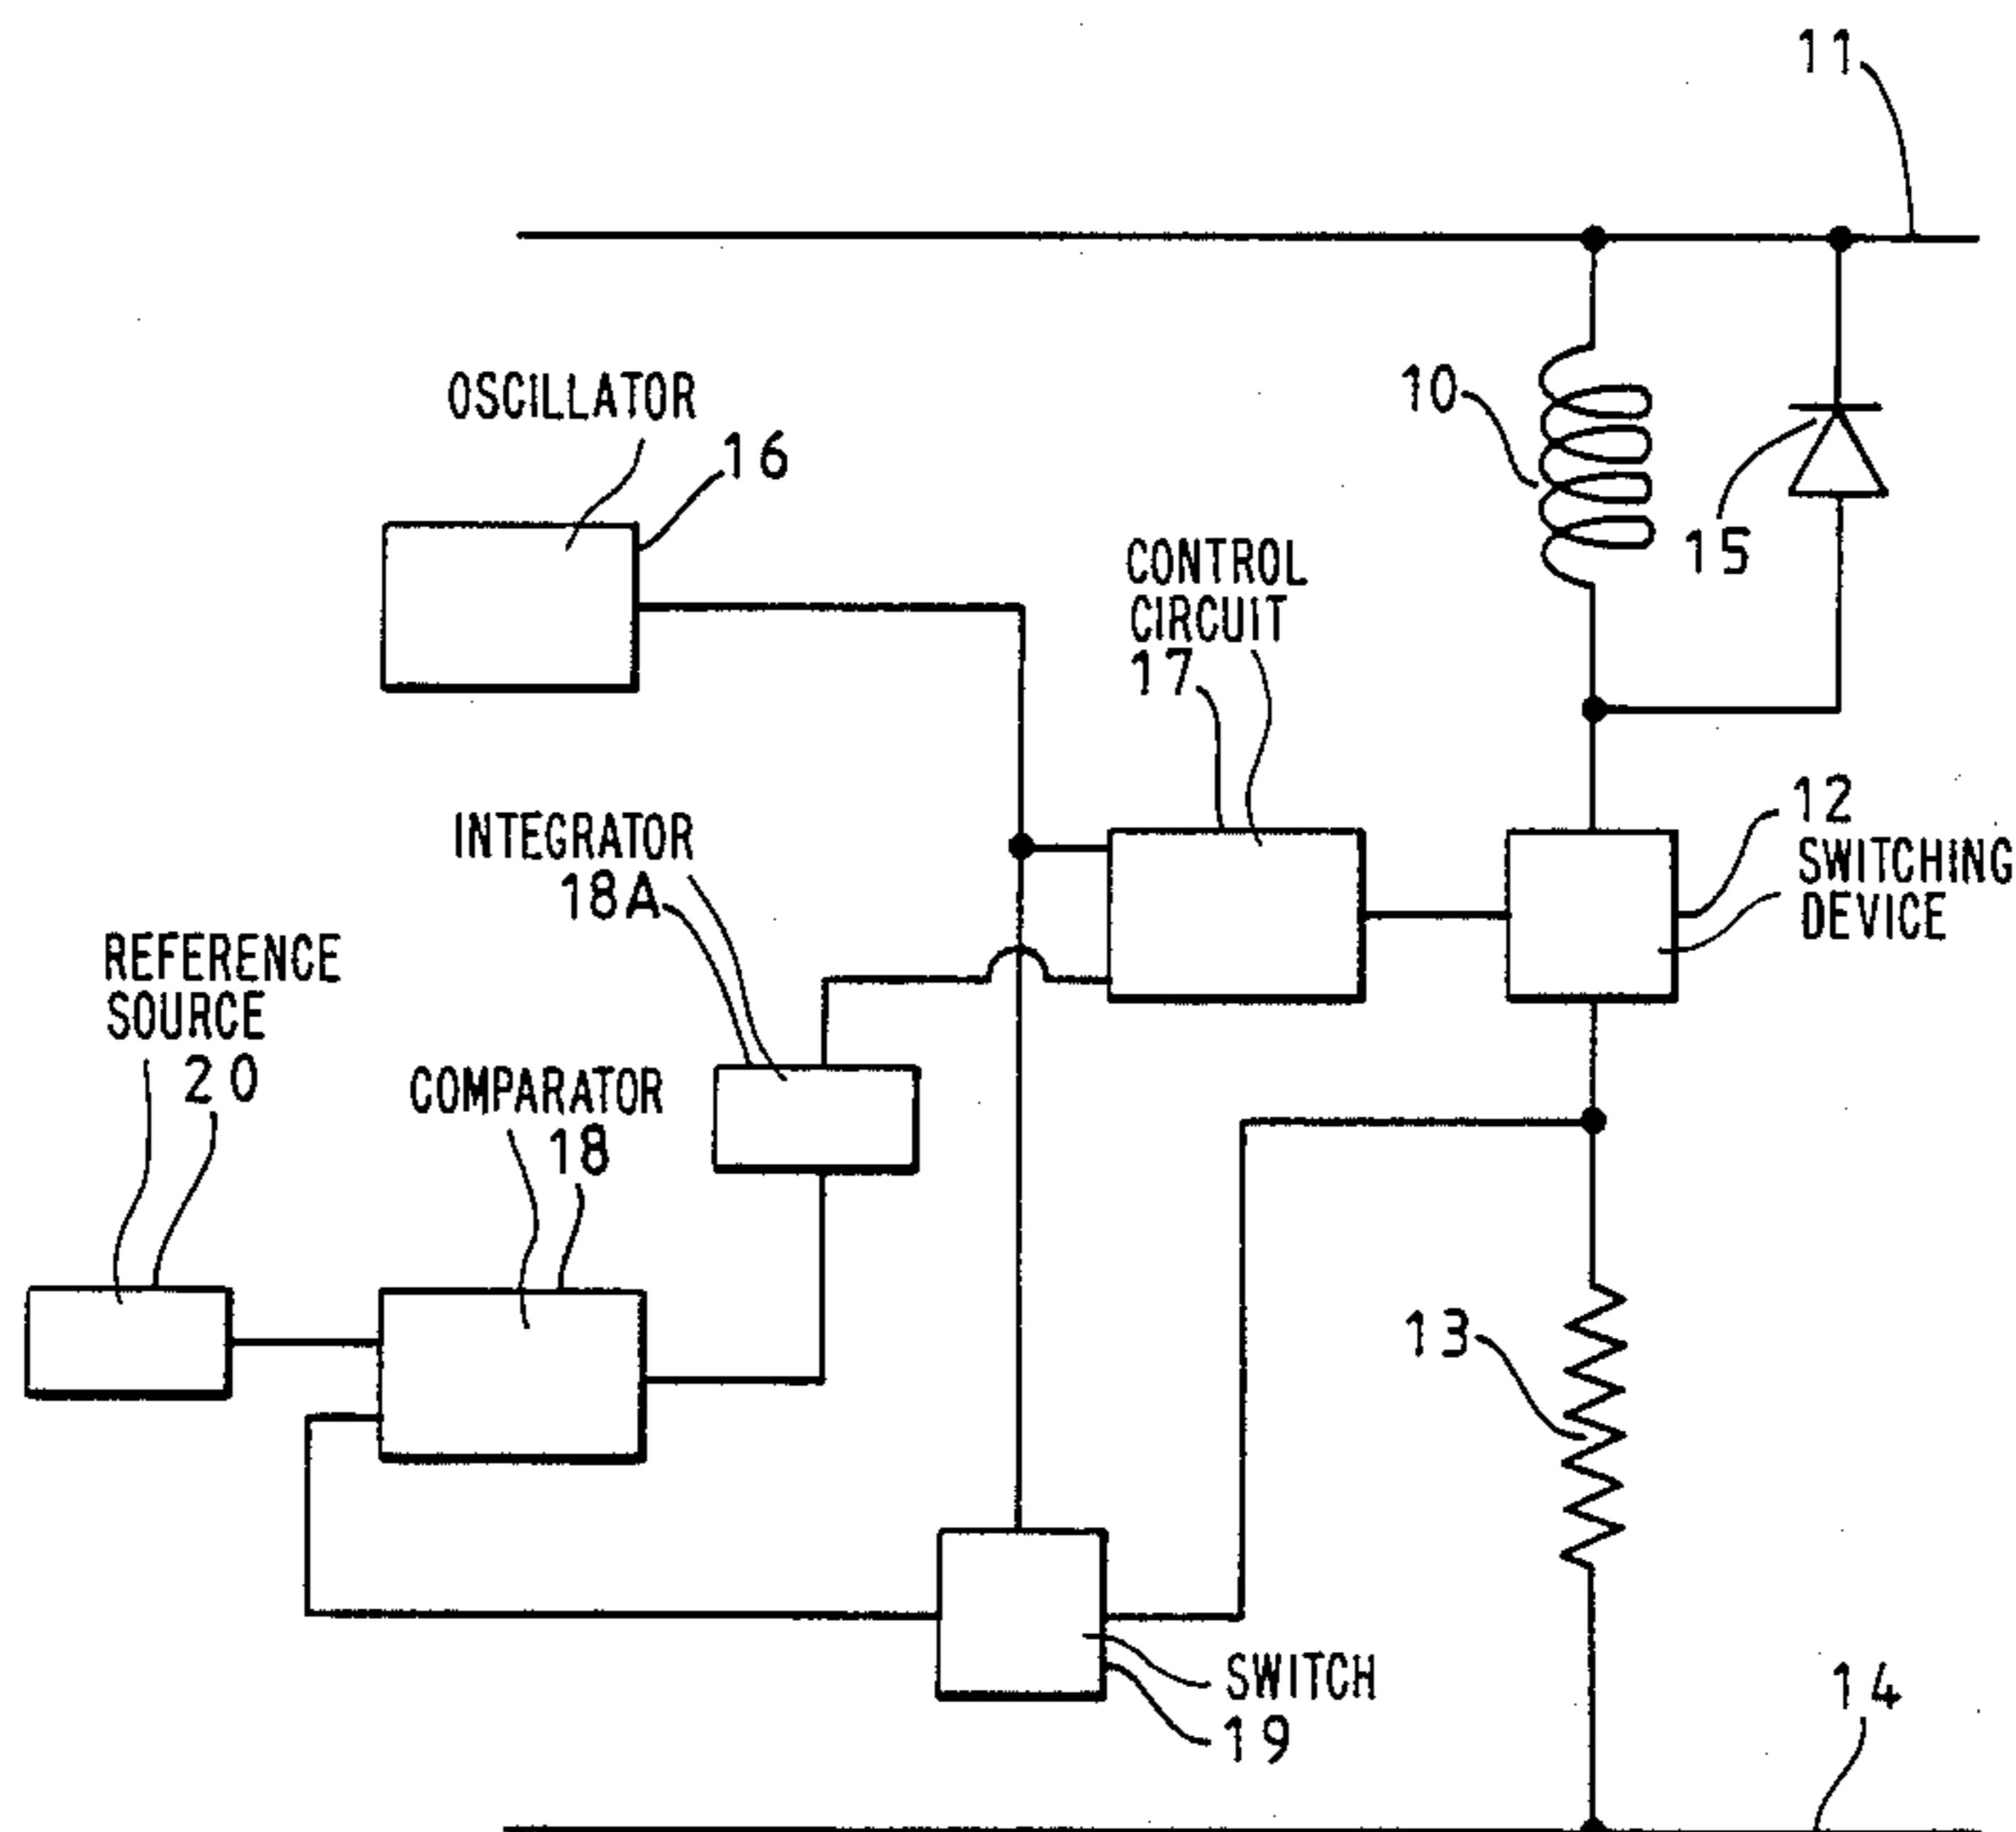 11
OSCILLATOR
16
10
15
CONTROL
CIRCUIT
17
12
SWITCHING
DEVICE
INTEGRATOR
18A
REFERENCE
SOURCE
20
COMPARATOR
18
13
SWITCH
19
14